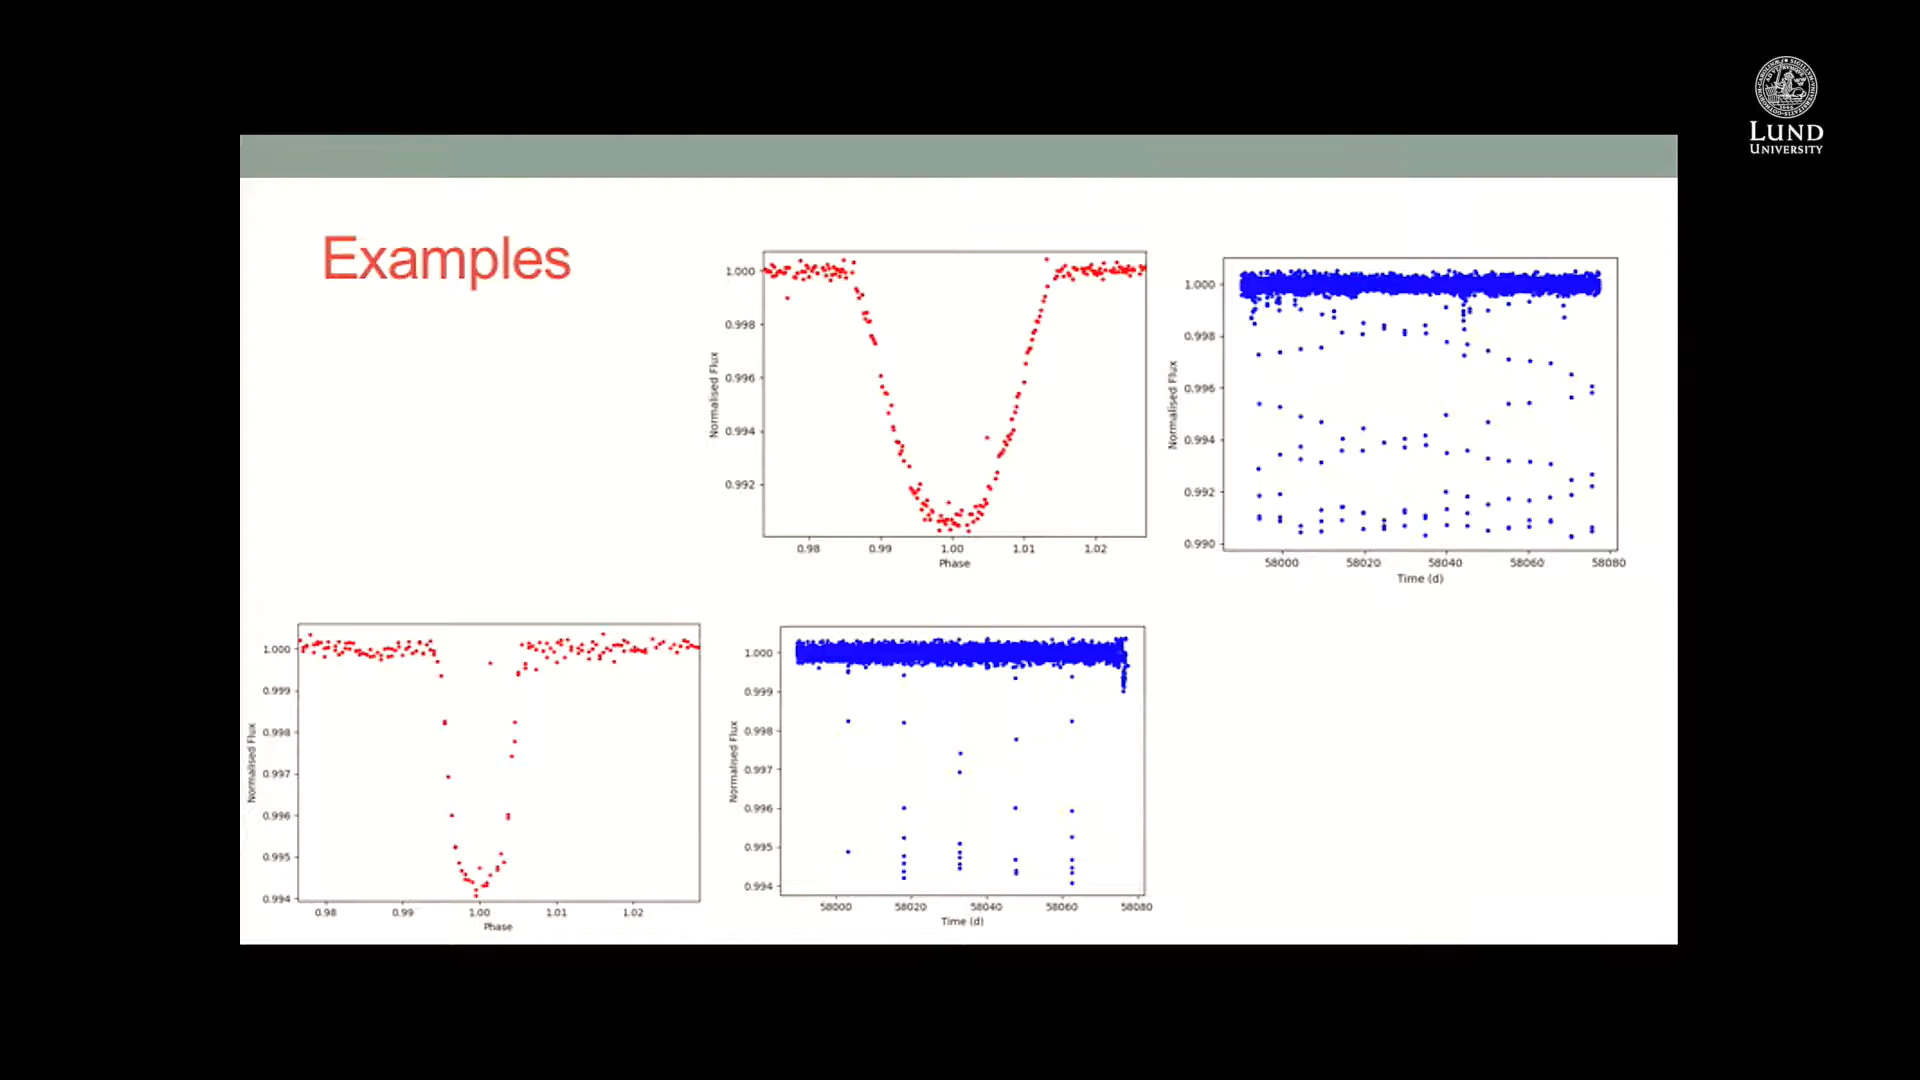 LUND
UNIVERSITY
Examples
1.000
0.998
0.996
0.994
0.992
Normalised Flux
0.98 0.99 1.00 1.01 1.02
Phase
1.000
0.998
0.996
0.994
0.992
0.990
Normalised Flux
58000 58020 58040 58060 58080
Time (d)
1.000
0.999
0.998
0.997
0.996
0.995
0.994
Normalised Flux
0.98 0.99 1.00 1.01 1.02
Phase
1.000
0.999
0.998
0.997
0.996
0.995
0.994
Normalised Flux
58000 58020 58040 58060 58080
Time (d)